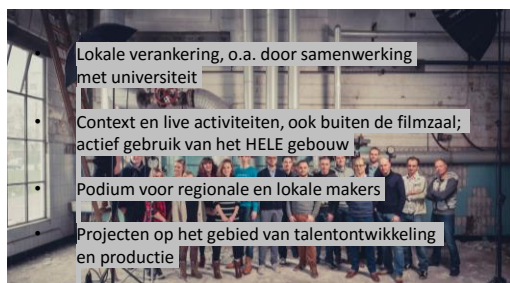 • Lokale verankering, o.a. door samenwerking
met universiteit
• Context en live activiteiten, ook buiten de filmzaal;
actief gebruik van het HELE gebouw
• Podium voor regionale en lokale makers
• Projecten op het gebied van talentontwikkeling
en productie